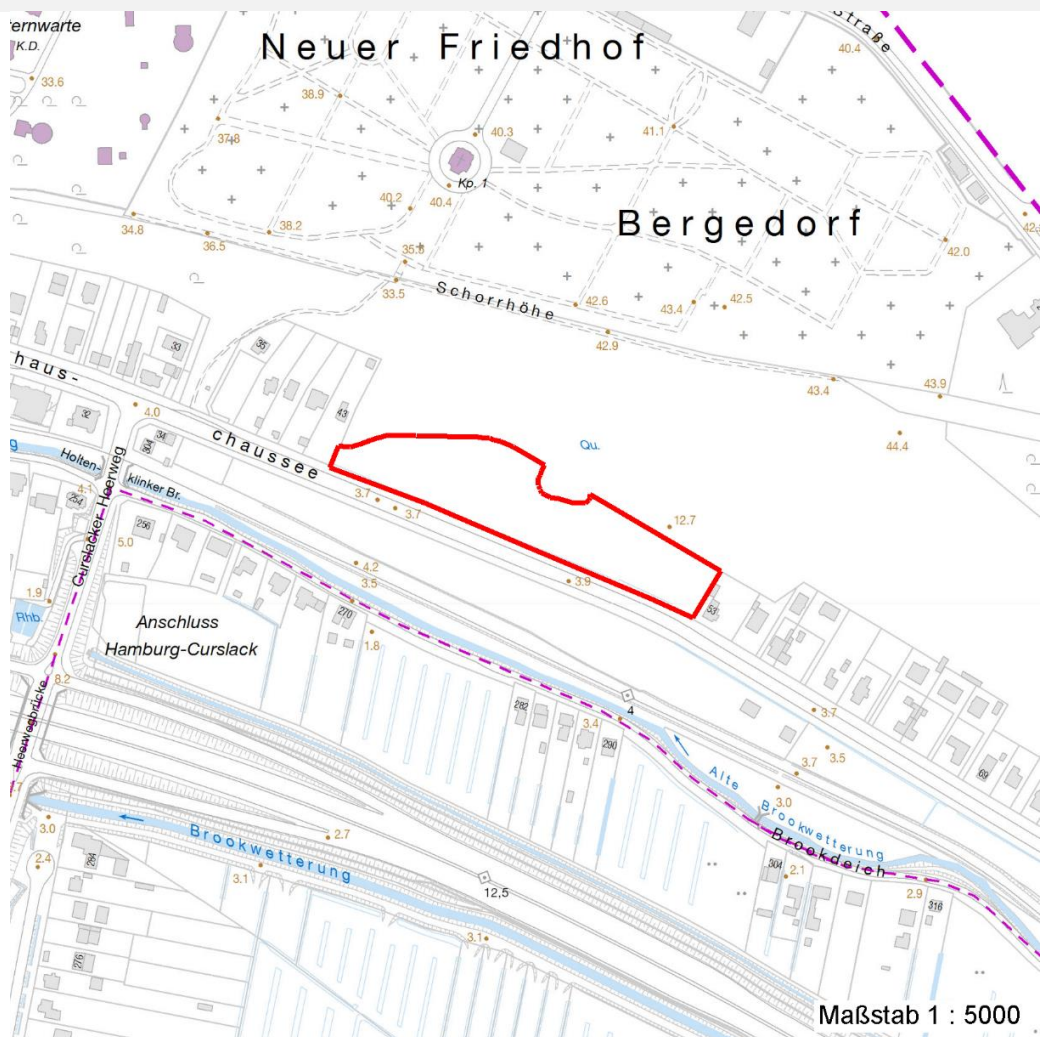 ernwarte
K.D.
Neuer Friedhof
straße
40.4
33.6
38.9
37.8
40.3
41.1
Kp. 1
40.2
40.4
34.8
36.5
38.2
Bergedorf
42.0
33.5
Schorrhöhe
42.6
43.4
42.5
42.9
43.4
43.9
44.4
33
35
haus-
4.0
32
43
34
304
chaussee
Qu.
g
Holten-
klinker Br.
Curslacker Heerweg
4.1
254
256
5.0
3.7
3.7
12.7
4.2
3.5
3.9
1.9
Rhb.
Anschluss
Hamburg-Curslack
270
1.8
53
8.2
Heerwegbrücke
282
3.4
4
290
3.7
3.5
3.7
3.0
69
Alte
Brookwetterung
Brookdeich
3.0
2.4
284
Brookwetterung
2.7
3.1
12,5
304
2.1
2.9
316
276
3.1
Maßstab 1 : 5000